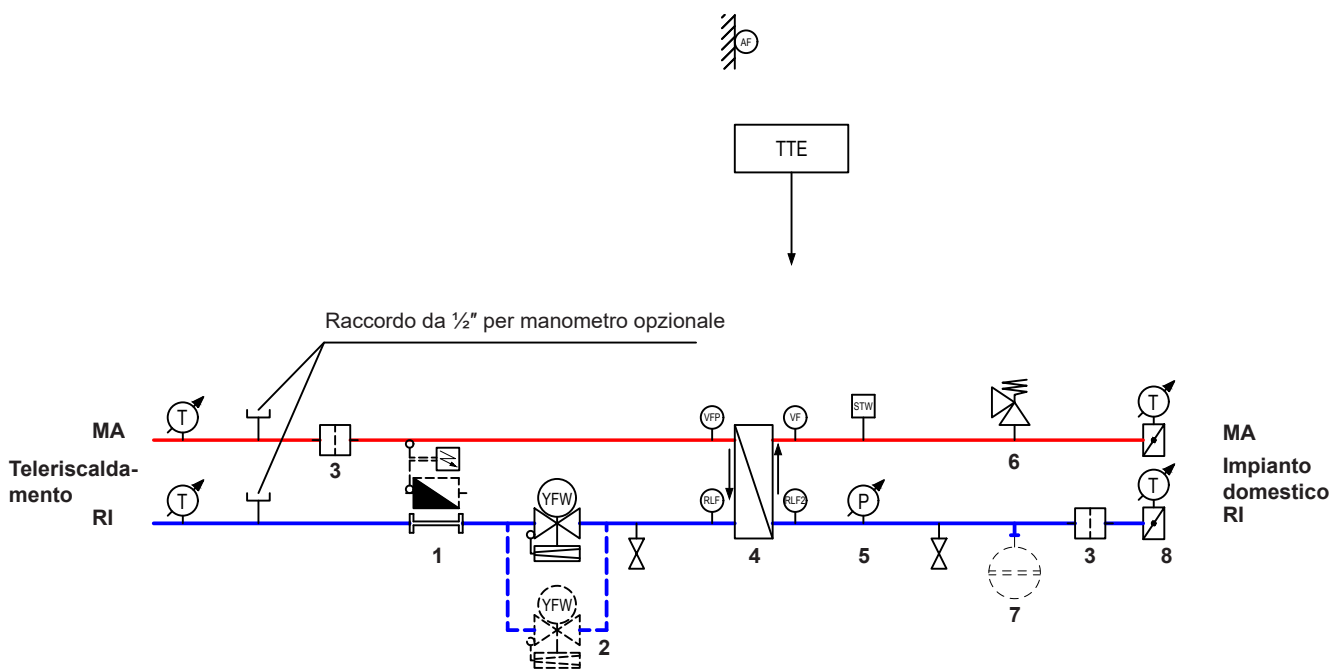 AF
TTE
Raccordo da ½″ per manometro opzionale
T
VFP
VF
STW
T
MA
3
6
MA
Teleriscalda-
mento
Impianto
domestico
T
RLF
RLF2
P
T
RI
YFW
RI
1
4
5
3
8
YFW
2
7